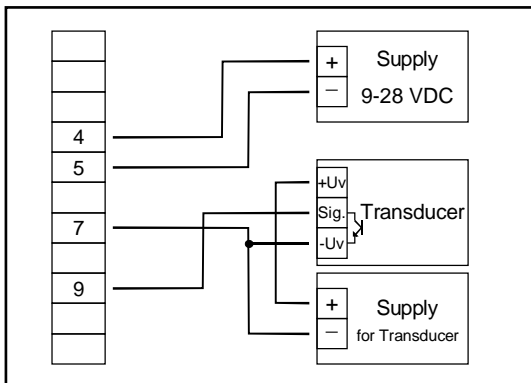 4
5
7
9
+
−
Supply
9-28 VDC
+Uv
Sig.
-Uv
Transducer
+
−
Supply
for Transducer